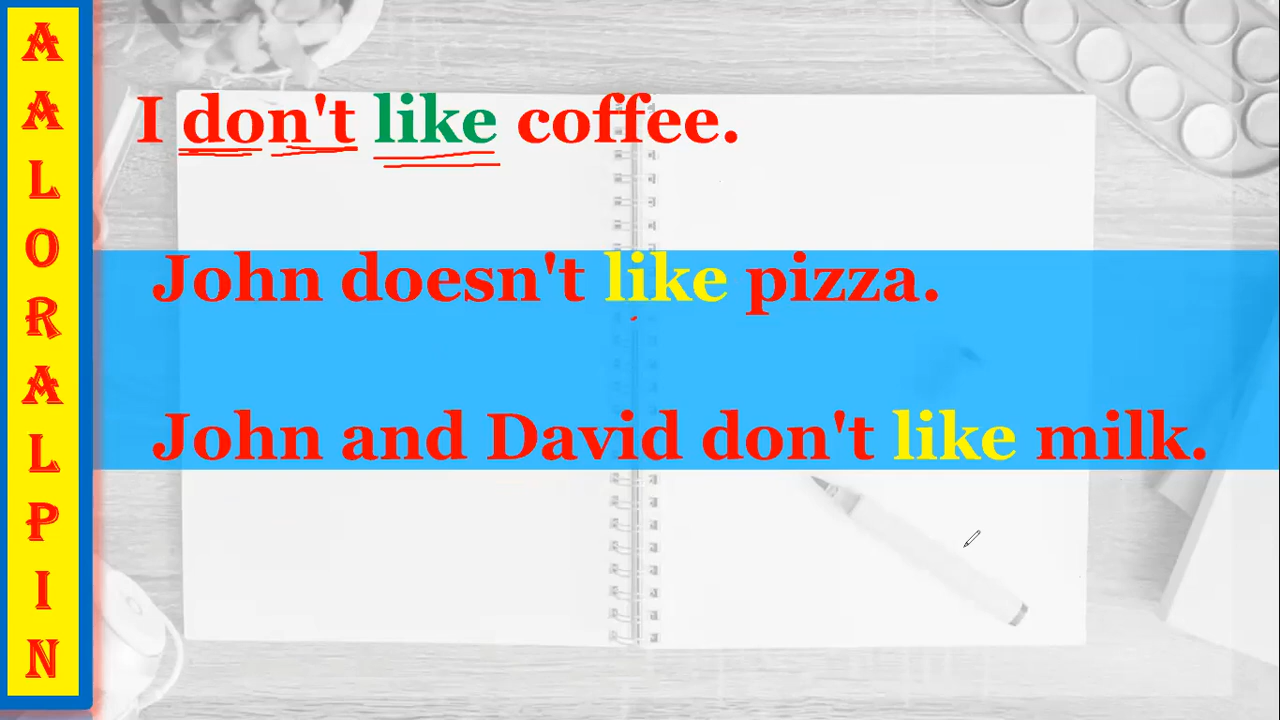 AALORALPIN
I don't like coffee.
John doesn't like pizza.
John and David don't like milk.